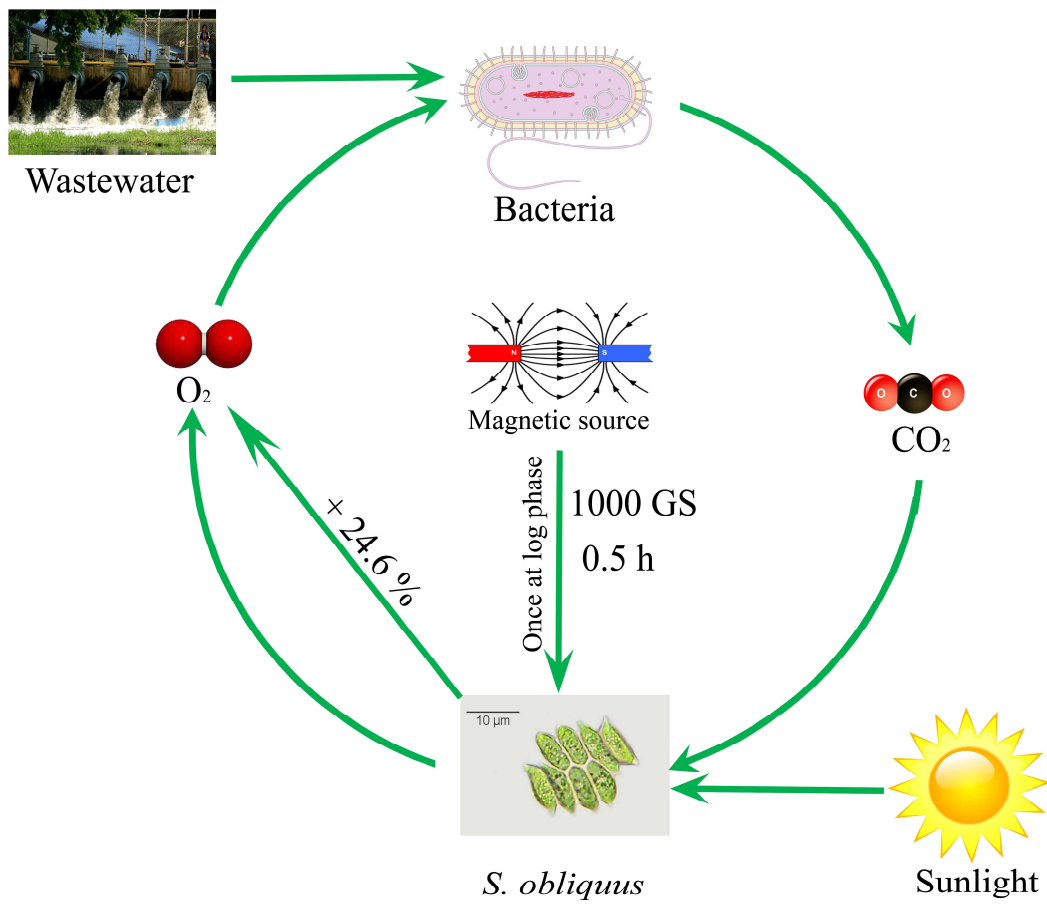 Wastewater
Bacteria
N
S
Magnetic source
O₂
O C O
CO₂
+ 24.6 %
Once at log phase
1000 GS
0.5 h
10 µm
S. obliquus
Sunlight